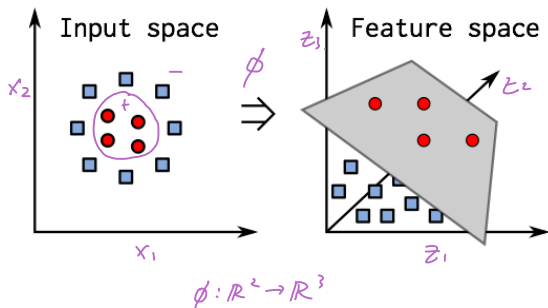 Input space
Feature space
x₂
−
+
ϕ
⇒
z₃
z₂
x₁
z₁
ϕ : ℝ² → ℝ³